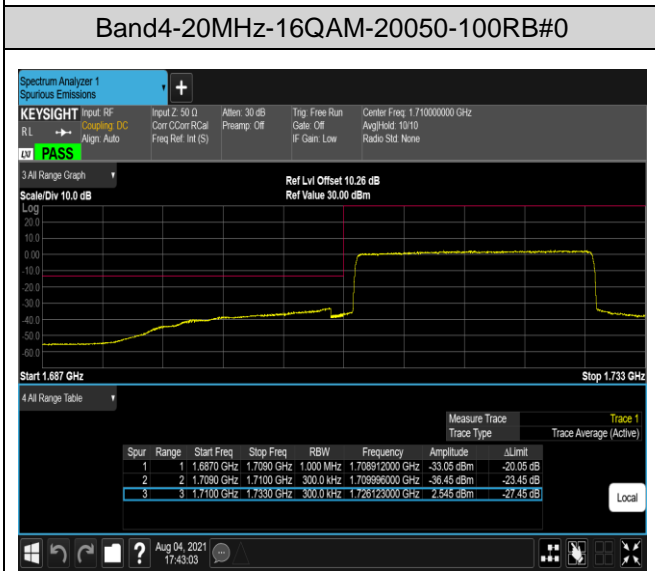 Band4-20MHz-16QAM-20050-100RB#0
Spectrum Analyzer 1
Spurious Emissions
KEYSIGHT Input: RF Input Z: 50 Ω Atten: 30 dB Trig: Free Run Center Freq: 1.710000000 GHz
RL Coupling: DC Corr CCorr RCal Preamp: Off Gate: Off Avg|Hold: 10/10
Align: Auto Freq Ref: Int (S) IF Gain: Low Radio Std: None
LXI PASS
3 All Range Graph Ref Lvl Offset 10.26 dB
Scale/Div 10.0 dB Ref Value 30.00 dBm
Log
20.0
10.0
0.00
-10.0
-20.0
-30.0
-40.0
-50.0
-60.0
Start 1.687 GHz Stop 1.733 GHz
4 All Range Table
Measure Trace Trace 1
Trace Type Trace Average (Active)
Spur Range Start Freq Stop Freq RBW Frequency Amplitude ΔLimit
1 1 1.6870 GHz 1.7090 GHz 1.000 MHz 1.708912000 GHz -33.05 dBm -20.05 dB
2 2 1.7090 GHz 1.7100 GHz 300.0 kHz 1.709996000 GHz -36.45 dBm -23.45 dB
3 3 1.7100 GHz 1.7330 GHz 300.0 kHz 1.726123000 GHz 2.545 dBm -27.45 dB
Local
Aug 04, 2021
17:43:03